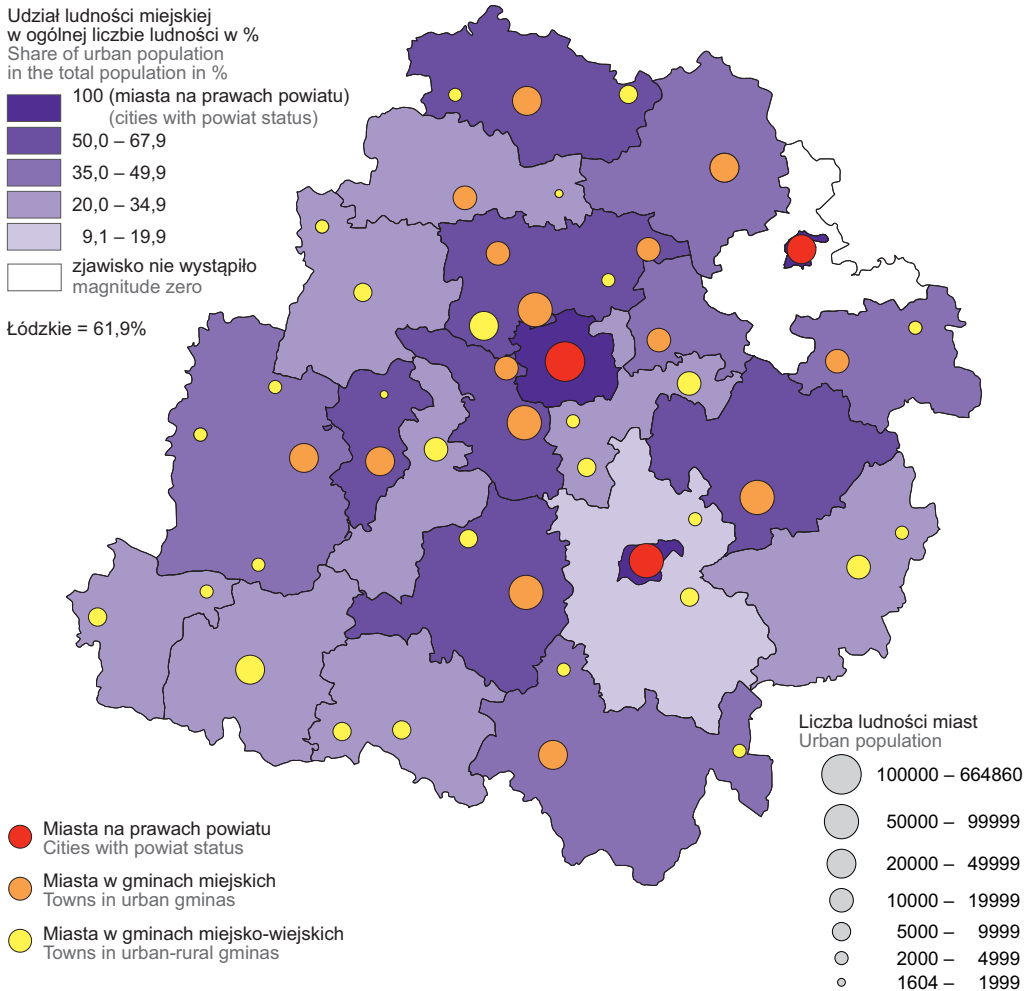 Udział ludności miejskiej
w ogólnej liczbie ludności w %
Share of urban population
in the total population in %
100 (miasta na prawach powiatu)
(cities with powiat status)
50,0 – 67,9
35,0 – 49,9
20,0 – 34,9
9,1 – 19,9
zjawisko nie wystąpiło
magnitude zero
Łódzkie = 61,9%
Liczba ludności miast
Urban population
100000 – 664860
50000 – 99999
20000 – 49999
10000 – 19999
5000 – 9999
2000 – 4999
1604 – 1999
Miasta na prawach powiatu
Cities with powiat status
Miasta w gminach miejskich
Towns in urban gminas
Miasta w gminach miejsko-wiejskich
Towns in urban-rural gminas